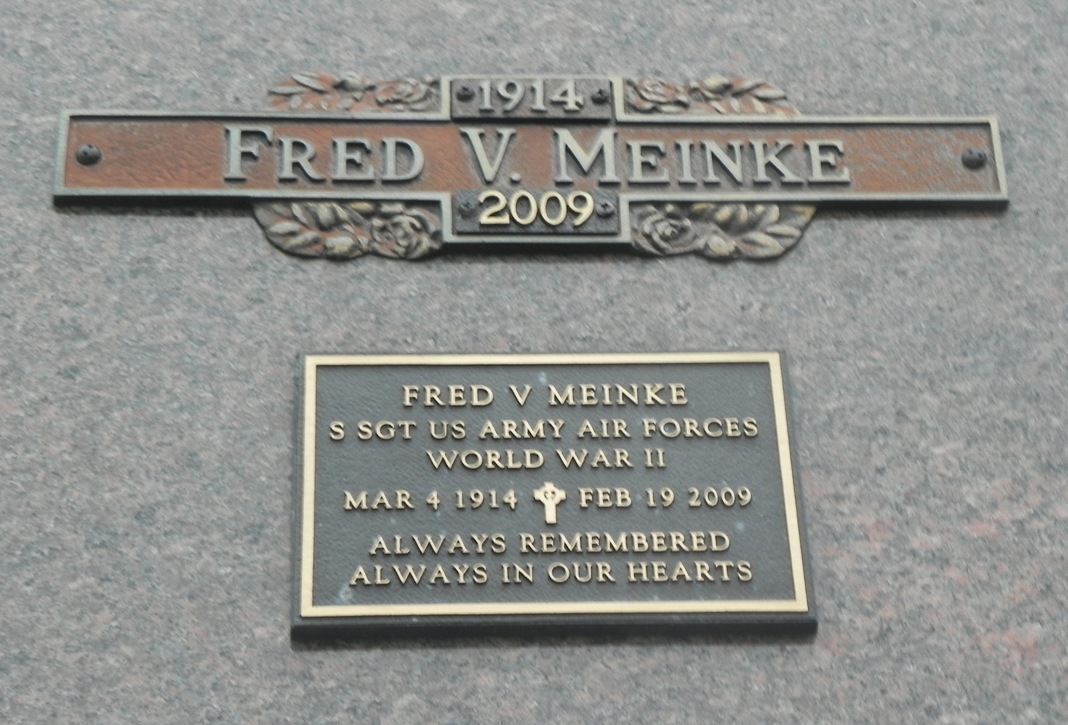 1914
FRED V. MEINKE
2009
FRED V MEINKE
S SGT US ARMY AIR FORCES
WORLD WAR II
MAR 4 1914 FEB 19 2009
ALWAYS REMEMBERED
ALWAYS IN OUR HEARTS